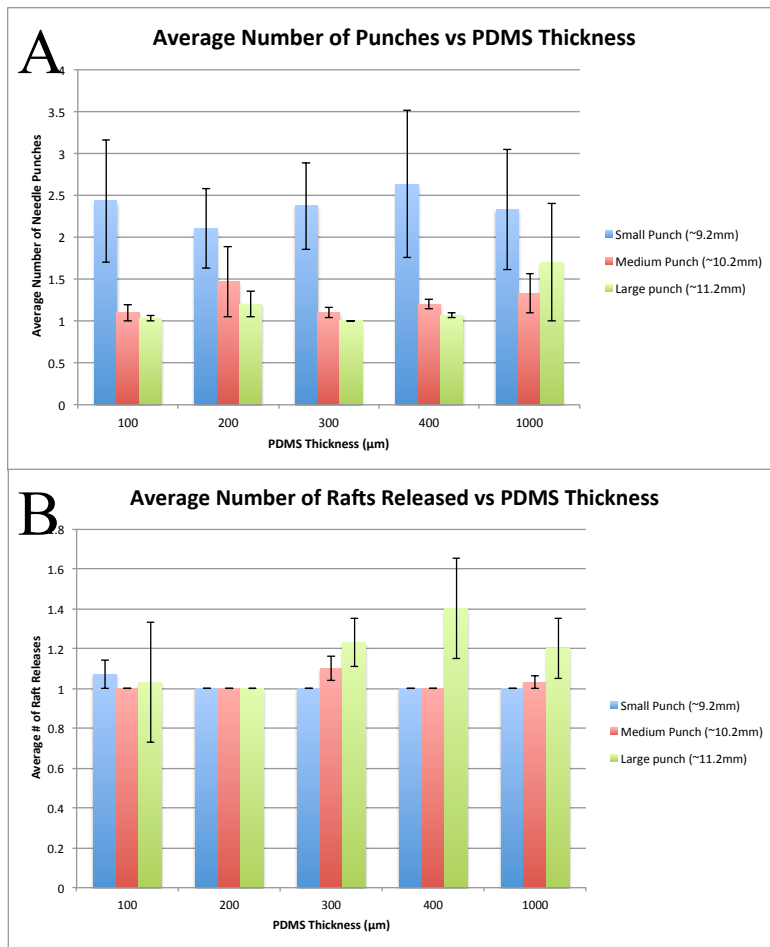 A
Average Number of Punches vs PDMS Thickness
4
3.5
3
2.5
2
1.5
1
0.5
0
Average Number of Needle Punches
100 200 300 400 1000
PDMS Thickness (µm)
Small Punch (~9.2mm)
Medium Punch (~10.2mm)
Large punch (~11.2mm)
B
Average Number of Rafts Released vs PDMS Thickness
1.8
1.6
1.4
1.2
1
0.8
0.6
0.4
0.2
0
Average # of Raft Releases
100 200 300 400 1000
PDMS Thickness (µm)
Small Punch (~9.2mm)
Medium Punch (~10.2mm)
Large punch (~11.2mm)